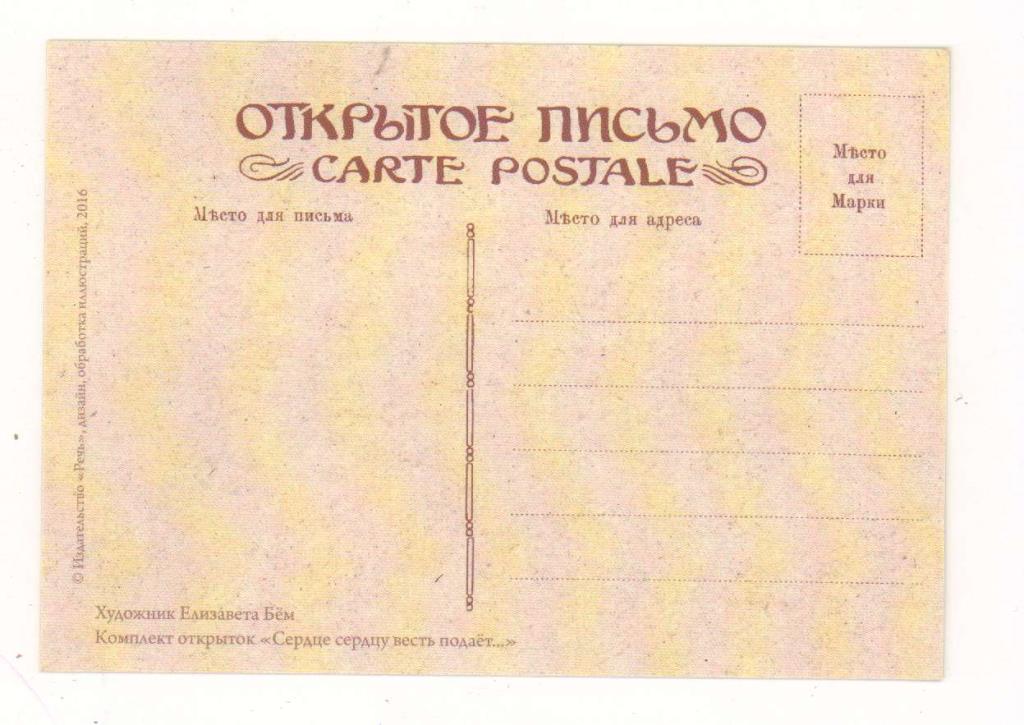 ОТКРЫТОЕ ПИСЬМО
CARTE POSTALE
Мѣсто
для
Марки
Мѣсто для письма
Мѣсто для адреса
© Издательство «Речь», дизайн, обработка иллюстраций, 2016
Художник Елизавета Бём
Комплект открыток «Сердце сердцу весть подаёт...»